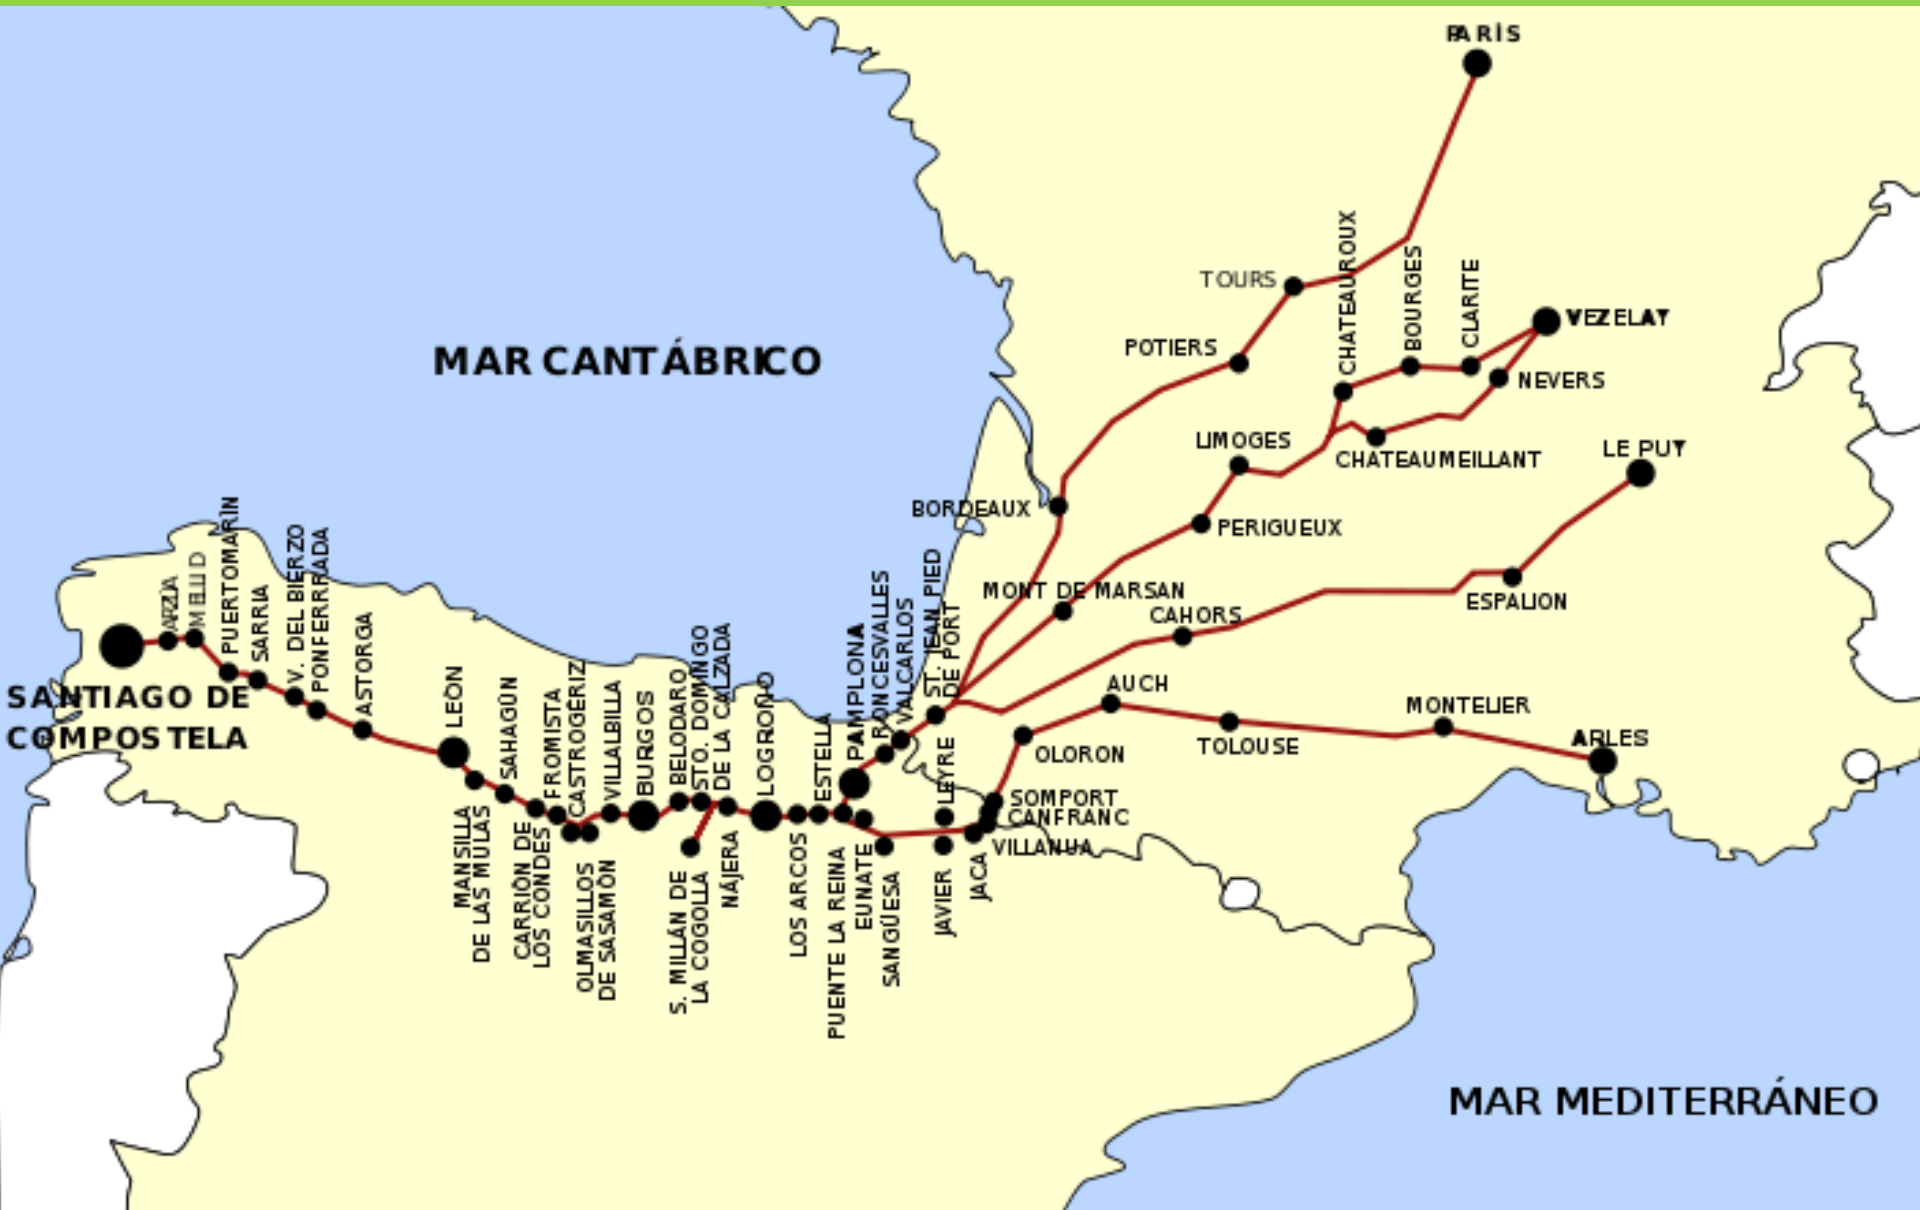 PARÍS
CHATEAUROUX
BOURGES
CLARITE
TOURS
VEZELAY
POTIERS
MAR CANTÁBRICO
NEVERS
LIMOGES
CHATEAUMEILLANT
LE PUY
BORDEAUX
PERIGUEUX
MONT DE MARSAN
CAHORS
ESPALION
ARZÚA
MELLID
PUERTOMARÍN
SARRIA
V. DEL BIERZO
PONFERRRADA
ASTORGA
LEÓN
SAHAGÚN
FROMISTA
CASTROGÉRIZ
VILLALBILLA
BURGOS
BELODARO
STO. DOMINGO
DE LA CALZADA
LOGROÑO
ESTELLA
PAMPLONA
RONCESVALLES
VALCARLOS
ST. JEAN PIED
DE PORT
LEYRE
AUCH
SANTIAGO DE
COMPOSTELA
MONTELIER
TOLOUSE
ARLES
OLORON
SOMPORT
CANFRANC
VILLANUA
MANSILLA
DE LAS MULAS
CARRIÓN DE
LOS CONDES
OLMASILLOS
DE SASAMÓN
S. MILLÁN DE
LA COGOLLA
NÁJERA
LOS ARCOS
PUENTE LA REINA
EUNATE
SANGÜESA
JAVIER
JACA
MAR MEDITERRÁNEO